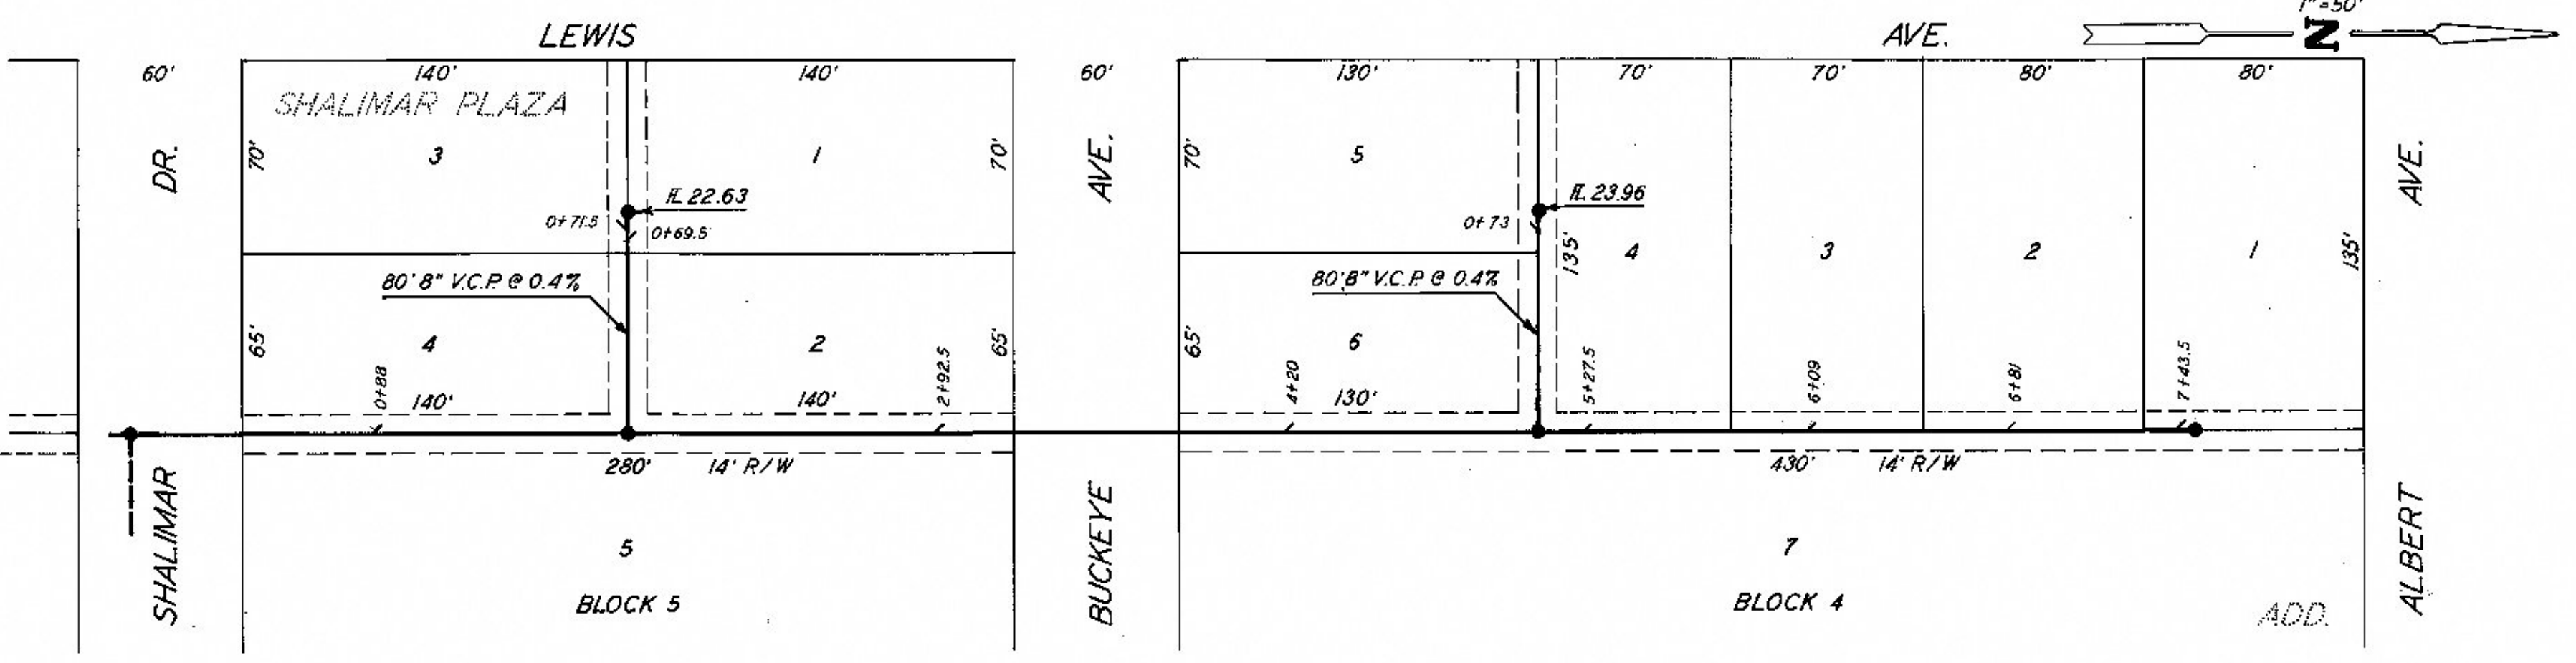 1"=50'
LEWIS AVE. N
60' 140' 140' 60' 130' 70' 70' 80' 80'
SHALIMAR PLAZA
DR. 70' 3 1 70' AVE. 70' 5 AVE.
FL 22.63 FL 23.96
0+71.5 0+69.5 0+73
135' 4 3 2 1 135'
80' 8" V.C.P. @ 0.4% 80' 8" V.C.P. @ 0.4%
65' 4 2 65' 65' 6
0+88 140' 140' 2+92.5 4+20 130' 5+27.5 6+09 6+81 7+43.5
280' 14' R/W 430' 14' R/W
SHALIMAR 5 BUCKEYE 7 ALBERT
BLOCK 5 BLOCK 4
ADD.